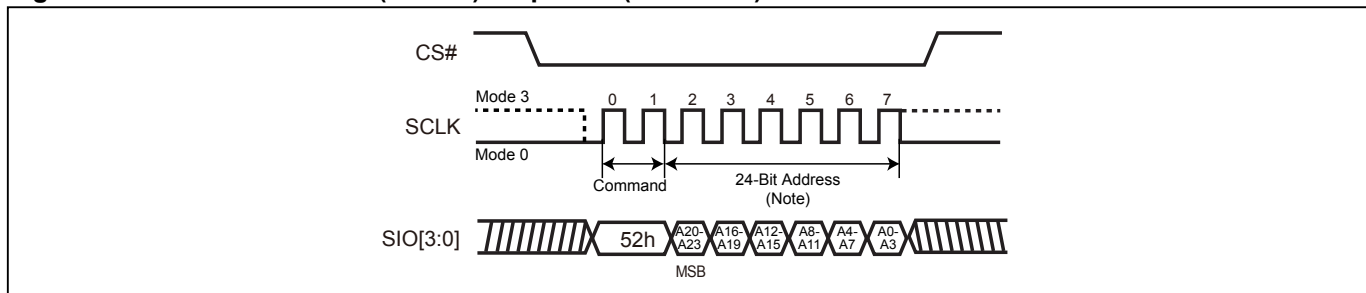 CS#
Mode 3
0 1 2 3 4 5 6 7
SCLK
Mode 0
Command
24-Bit Address
(Note)
SIO[3:0]
52h
A20-
A23
A16-
A19
A12-
A15
A8-
A11
A4-
A7
A0-
A3
MSB